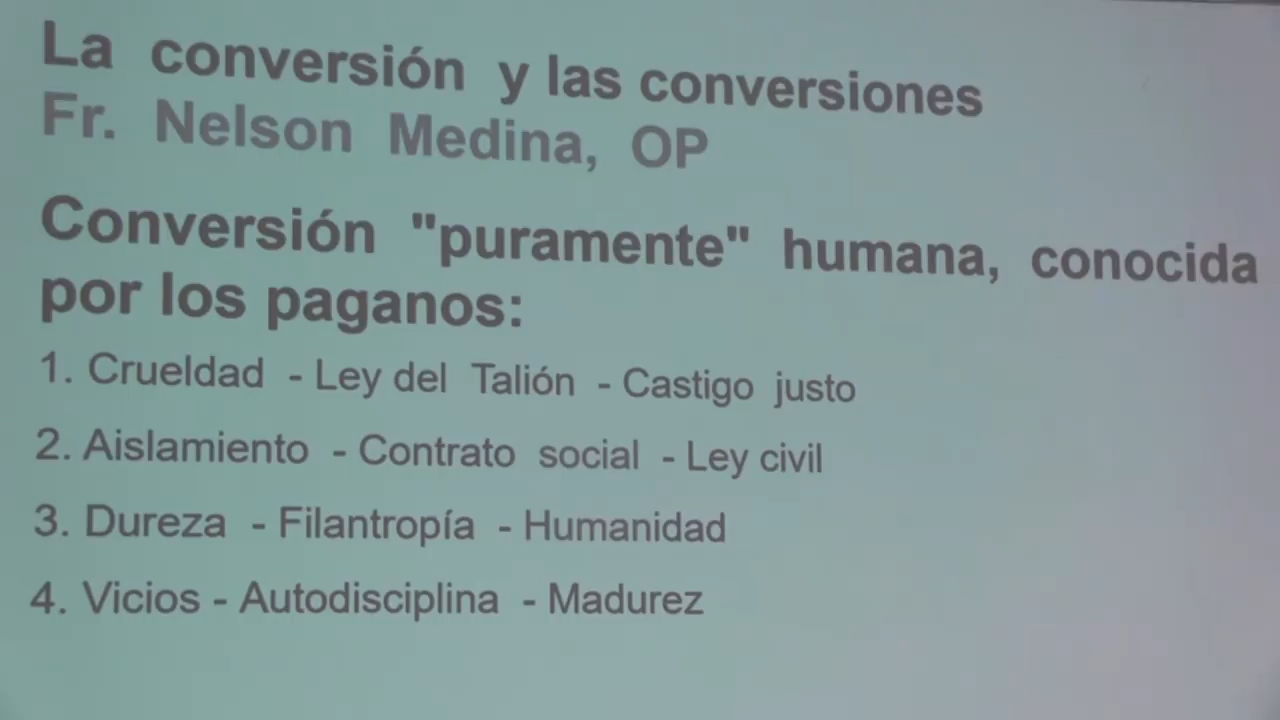 La conversión y las conversiones
Fr. Nelson Medina, OP
Conversión "puramente" humana, conocida
por los paganos:
1. Crueldad - Ley del Talión - Castigo justo
2. Aislamiento - Contrato social - Ley civil
3. Dureza - Filantropía - Humanidad
4. Vicios - Autodisciplina - Madurez